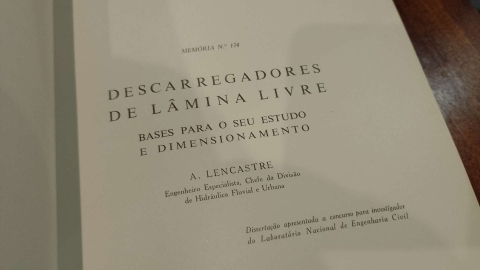 MEMÓRIA N.º 158
DESCARREGADORES
DE LÂMINA LIVRE
BASES PARA O SEU ESTUDO
E DIMENSIONAMENTO
A. LENCASTRE
Engenheiro Especialista, Chefe da Divisão
de Hidráulica Fluvial e Urbana
Dissertação apresentada a concurso para investigador
do Laboratório Nacional de Engenharia Civil